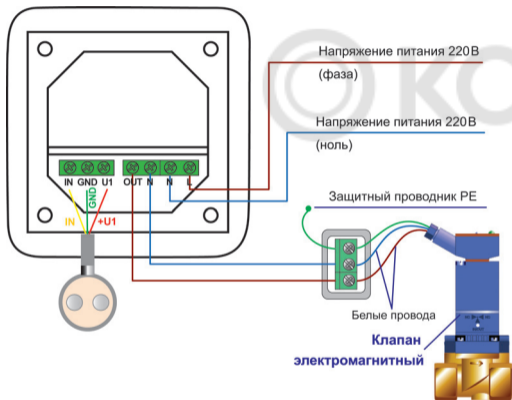 Напряжение питания 220В
(фаза)
Напряжение питания 220В
(ноль)
IN GND U1 OUT N N L
GND
IN +U1
Защитный проводник PE
Белые провода
Клапан
электромагнитный